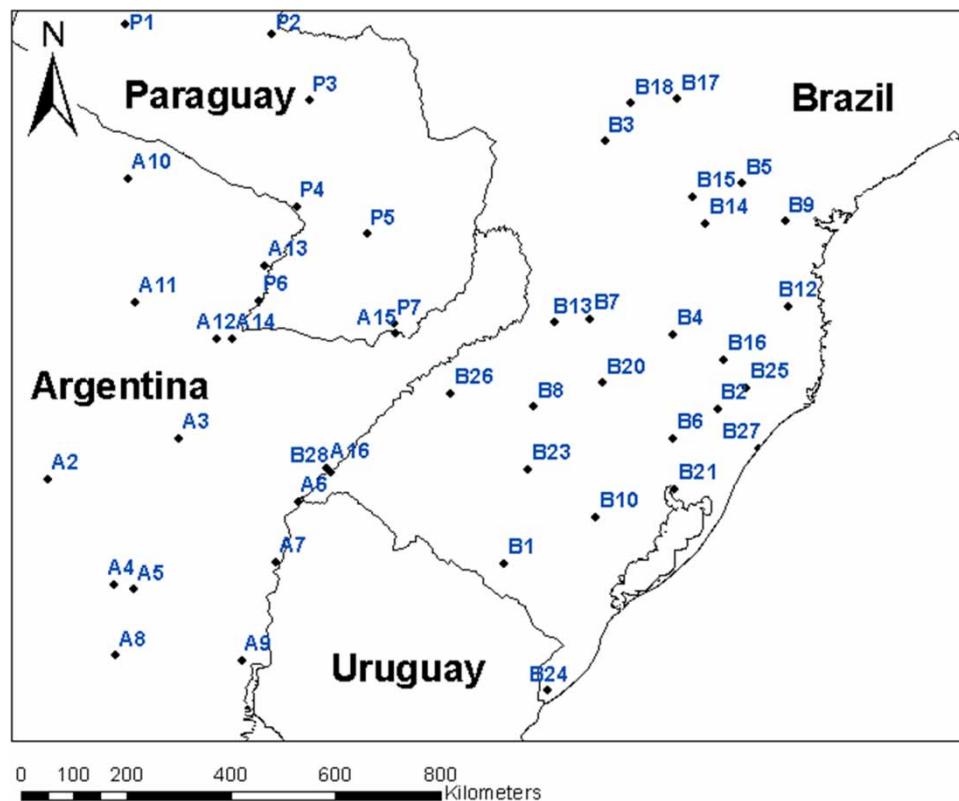 P1
P2
N
P3
Paraguay
B18
B17
Brazil
B3
A10
B15
B5
P4
B14
B9
P5
A13
A11
P6
B12
A12
A14
A15
P7
B13
B7
B4
B16
Argentina
B26
B20
B25
B8
B2
A3
B6
B27
A2
B28
A16
B23
B21
A6
B10
A7
B1
A4
A5
A8
A9
Uruguay
B24
0 100 200 400 600 800
Kilometers